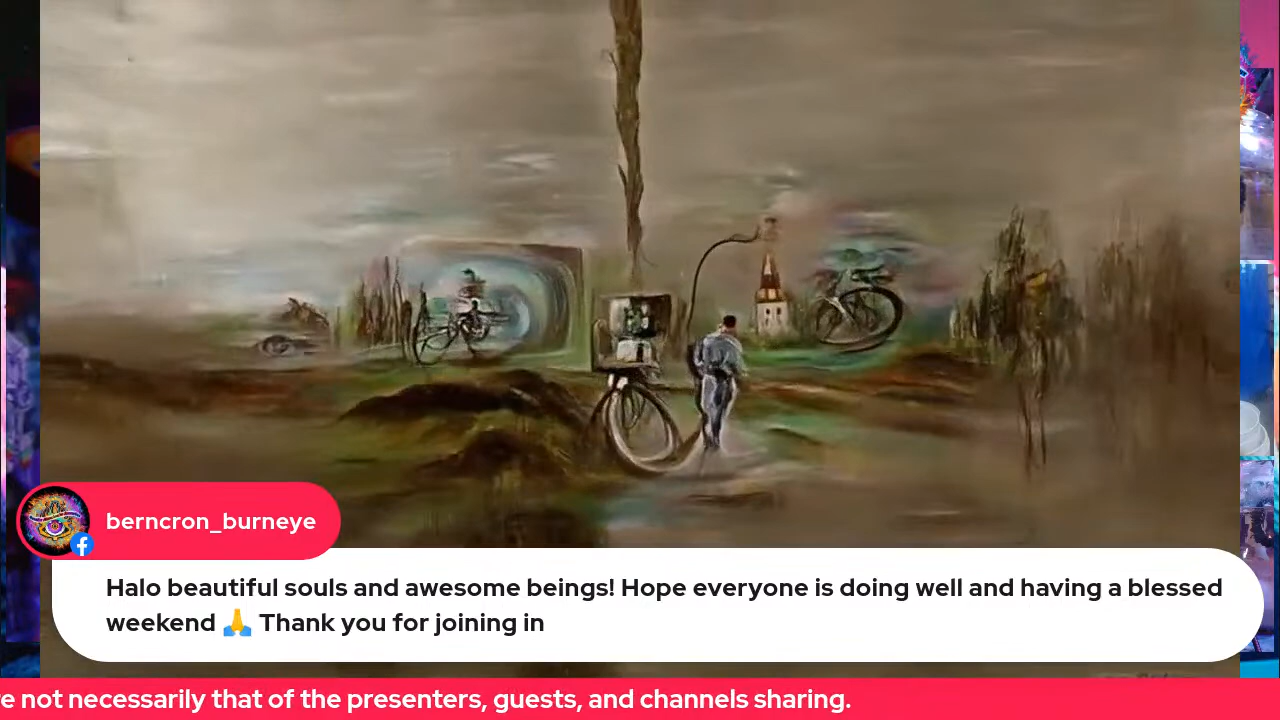 berncron_burneye
Halo beautiful souls and awesome beings! Hope everyone is doing well and having a blessed
weekend 🙏 Thank you for joining in
not necessarily that of the presenters, guests, and channels sharing.